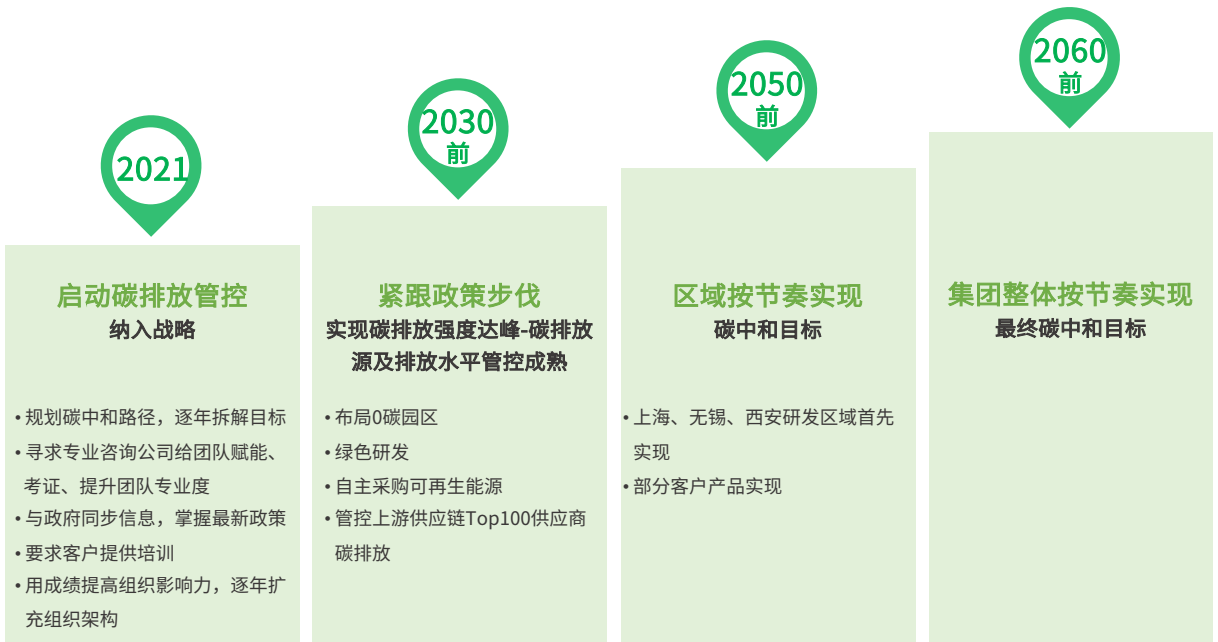 2021
启动碳排放管控
纳入战略
• 规划碳中和路径，逐年拆解目标
• 寻求专业咨询公司给团队赋能、
考证、提升团队专业度
• 与政府同步信息，掌握最新政策
• 要求客户提供培训
• 用成绩提高组织影响力，逐年扩
充组织架构
2030
前
紧跟政策步伐
实现碳排放强度达峰-碳排放
源及排放水平管控成熟
• 布局0碳园区
• 绿色研发
• 自主采购可再生能源
• 管控上游供应链Top100供应商
碳排放
2050
前
区域按节奏实现
碳中和目标
• 上海、无锡、西安研发区域首先
实现
• 部分客户产品实现
2060
前
集团整体按节奏实现
最终碳中和目标